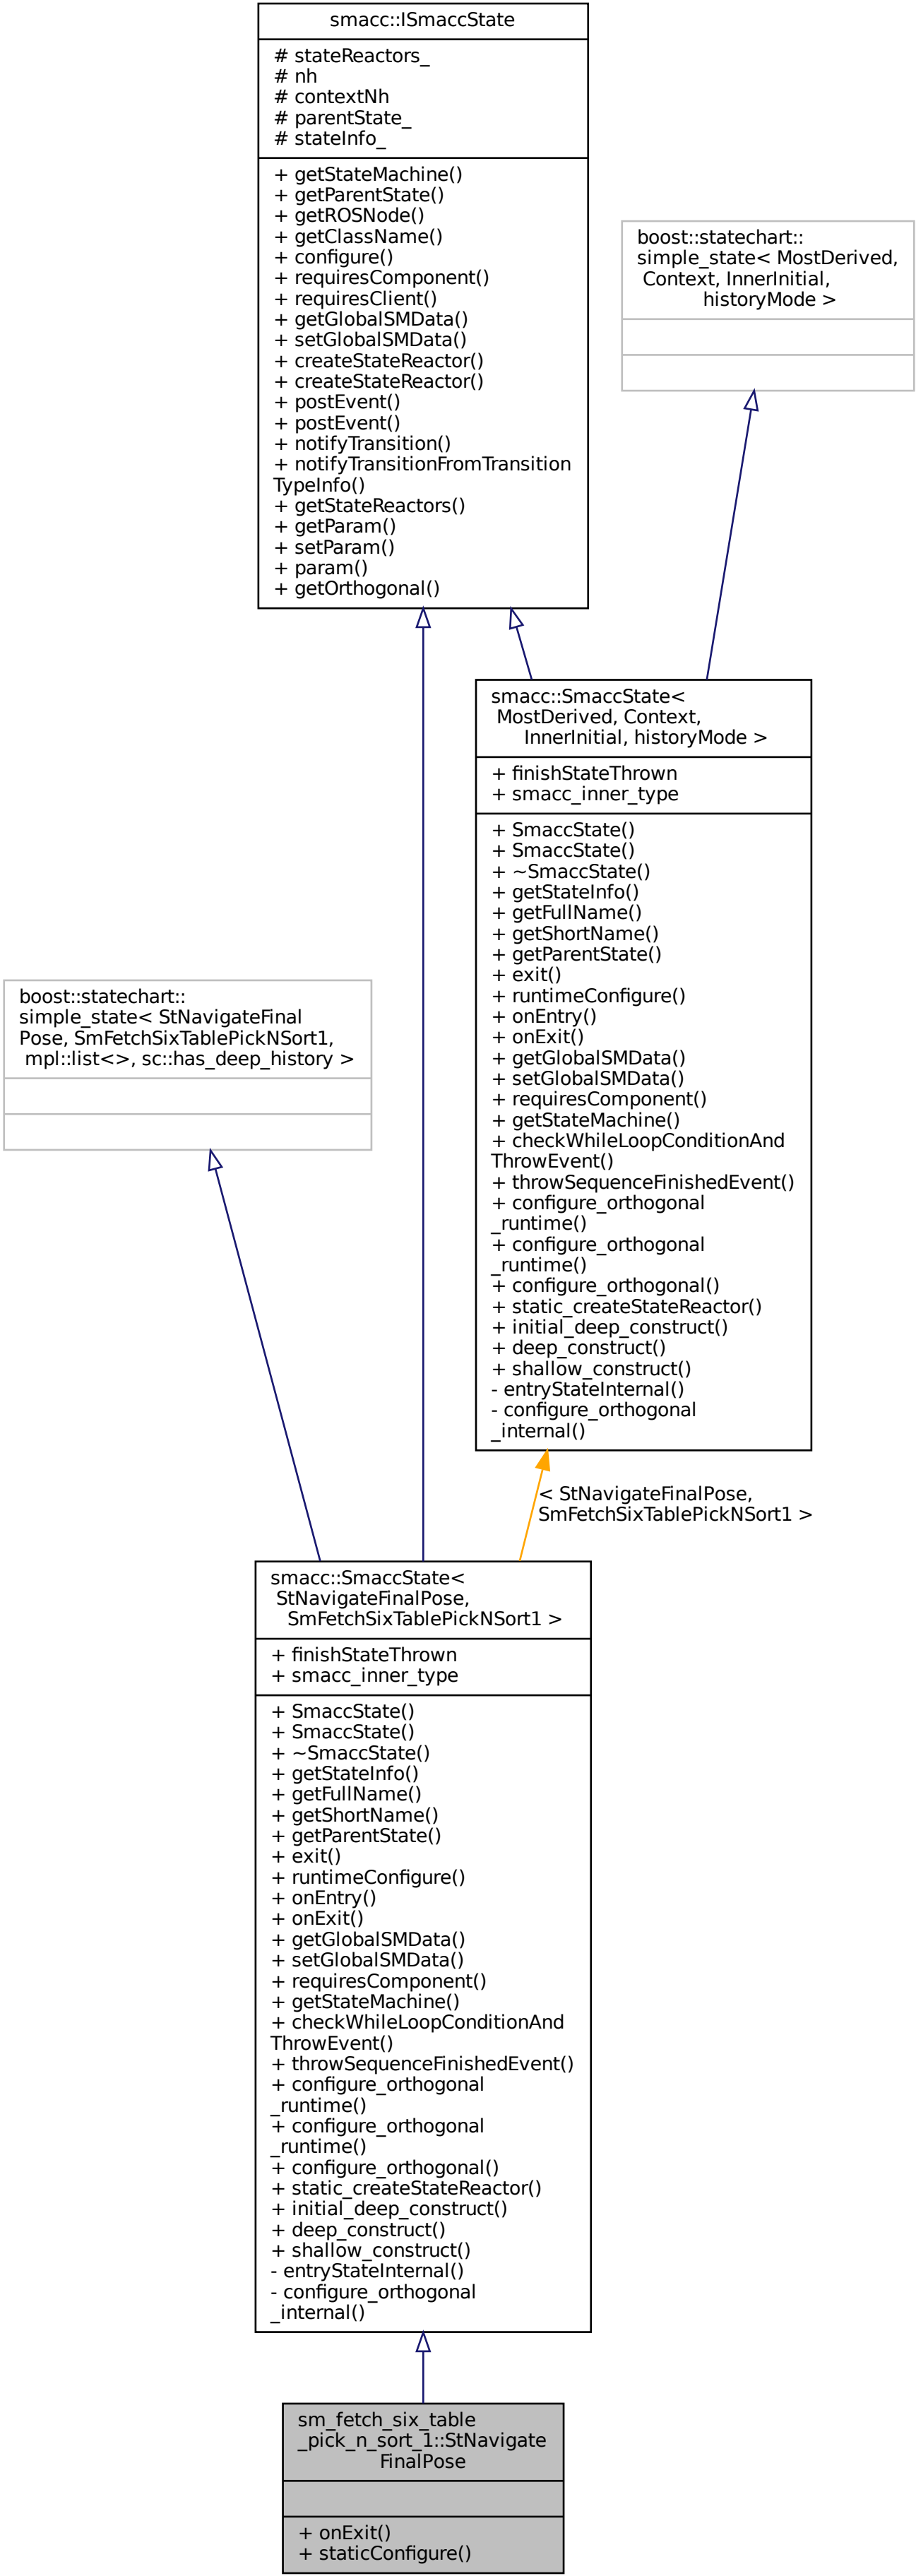 smacc::ISmaccState
# stateReactors_
# nh
# contextNh
# parentState_
# stateInfo_
+ getStateMachine()
+ getParentState()
+ getROSNode()
+ getClassName()
+ configure()
+ requiresComponent()
+ requiresClient()
+ getGlobalSMData()
+ setGlobalSMData()
+ createStateReactor()
+ createStateReactor()
+ postEvent()
+ postEvent()
+ notifyTransition()
+ notifyTransitionFromTransition
TypeInfo()
+ getStateReactors()
+ getParam()
+ setParam()
+ param()
+ getOrthogonal()
boost::statechart::
simple_state< MostDerived,
Context, InnerInitial,
historyMode >
smacc::SmaccState<
MostDerived, Context,
InnerInitial, historyMode >
+ finishStateThrown
+ smacc_inner_type
+ SmaccState()
+ SmaccState()
+ ~SmaccState()
+ getStateInfo()
+ getFullName()
+ getShortName()
+ getParentState()
+ exit()
+ runtimeConfigure()
+ onEntry()
+ onExit()
+ getGlobalSMData()
+ setGlobalSMData()
+ requiresComponent()
+ getStateMachine()
+ checkWhileLoopConditionAnd
ThrowEvent()
+ throwSequenceFinishedEvent()
+ configure_orthogonal
_runtime()
+ configure_orthogonal
_runtime()
+ configure_orthogonal()
+ static_createStateReactor()
+ initial_deep_construct()
+ deep_construct()
+ shallow_construct()
- entryStateInternal()
- configure_orthogonal
_internal()
boost::statechart::
simple_state< StNavigateFinal
Pose, SmFetchSixTablePickNSort1,
mpl::list<>, sc::has_deep_history >
< StNavigateFinalPose,
SmFetchSixTablePickNSort1 >
smacc::SmaccState<
StNavigateFinalPose,
SmFetchSixTablePickNSort1 >
+ finishStateThrown
+ smacc_inner_type
+ SmaccState()
+ SmaccState()
+ ~SmaccState()
+ getStateInfo()
+ getFullName()
+ getShortName()
+ getParentState()
+ exit()
+ runtimeConfigure()
+ onEntry()
+ onExit()
+ getGlobalSMData()
+ setGlobalSMData()
+ requiresComponent()
+ getStateMachine()
+ checkWhileLoopConditionAnd
ThrowEvent()
+ throwSequenceFinishedEvent()
+ configure_orthogonal
_runtime()
+ configure_orthogonal
_runtime()
+ configure_orthogonal()
+ static_createStateReactor()
+ initial_deep_construct()
+ deep_construct()
+ shallow_construct()
- entryStateInternal()
- configure_orthogonal
_internal()
sm_fetch_six_table
_pick_n_sort_1::StNavigate
FinalPose
+ onExit()
+ staticConfigure()